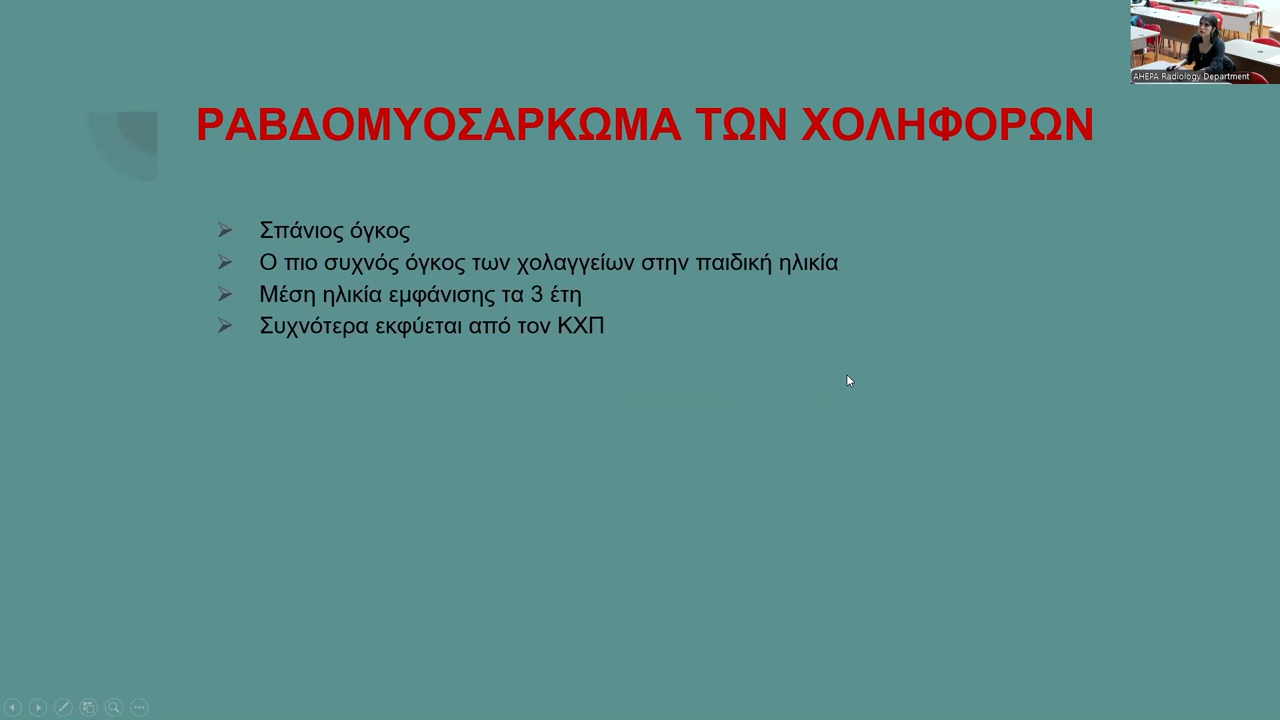 AHEPA Radiology Department
ΡΑΒΔΟΜΥΟΣΑΡΚΩΜΑ ΤΩΝ ΧΟΛΗΦΟΡΩΝ
Σπάνιος όγκος
Ο πιο συχνός όγκος των χολαγγείων στην παιδική ηλικία
Μέση ηλικία εμφάνισης τα 3 έτη
Συχνότερα εκφύεται από τον ΚΧΠ